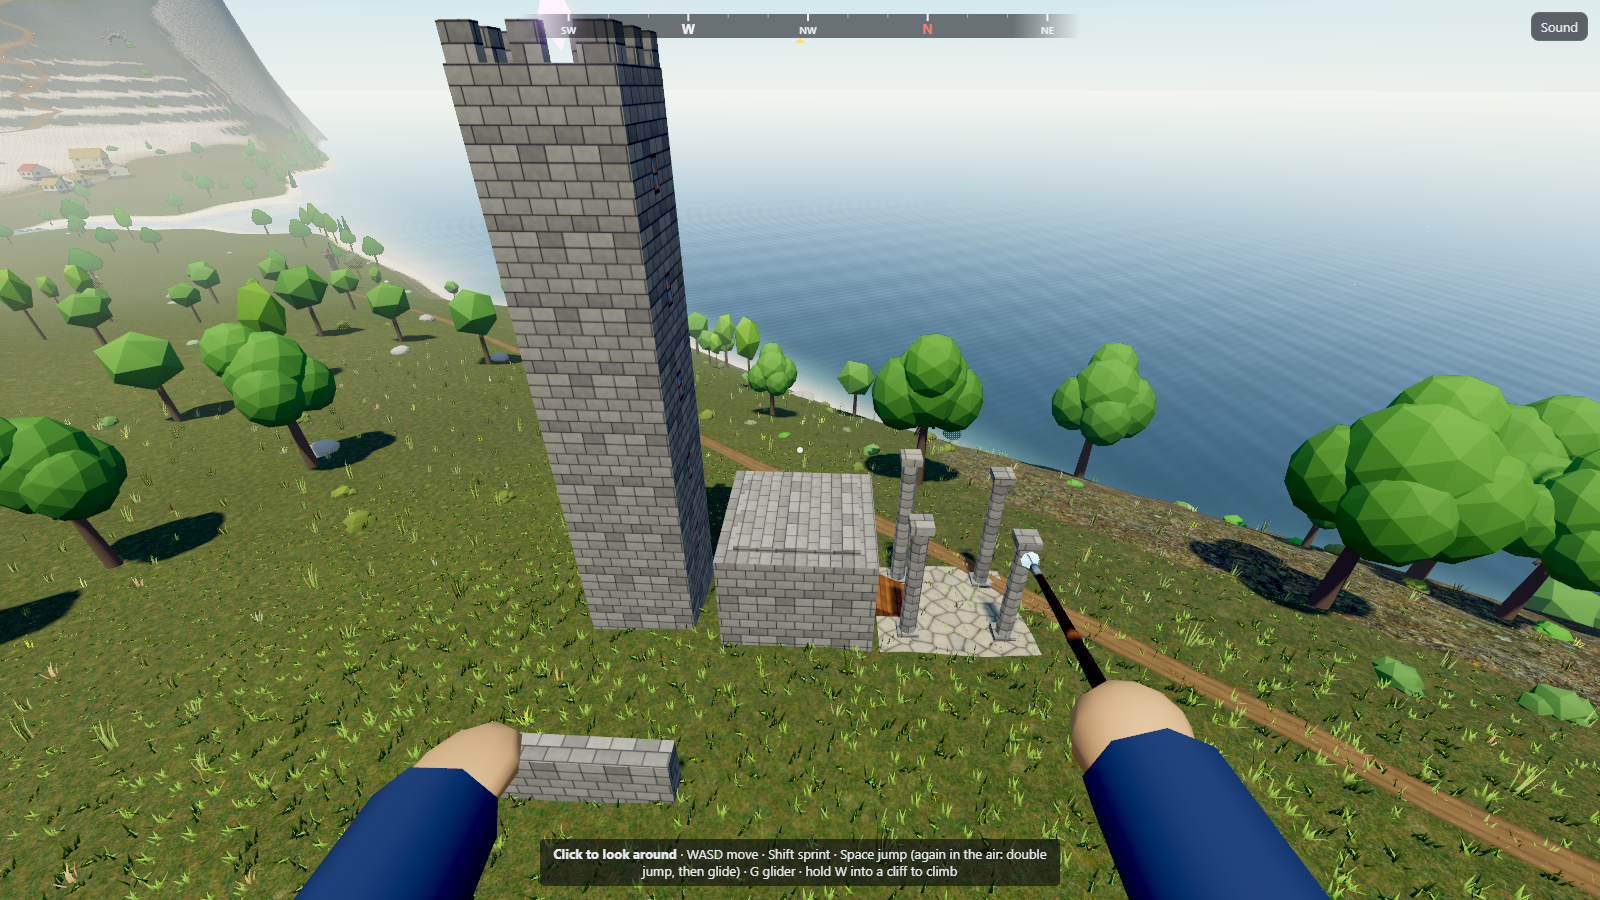 SW W NW N NE
Sound
Click to look around · WASD move · Shift sprint · Space jump (again in the air: double
jump, then glide) · G glider · hold W into a cliff to climb